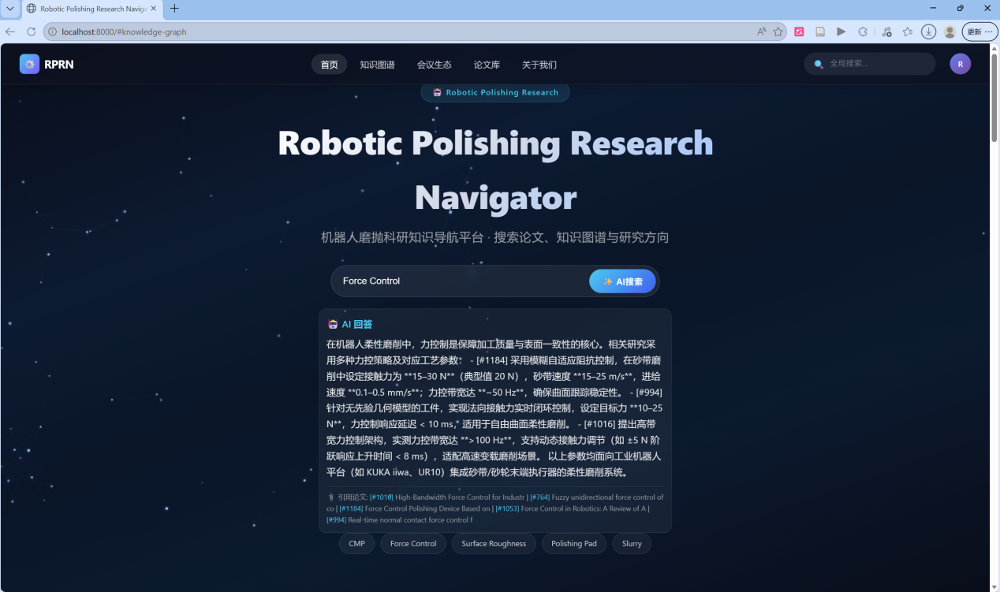 Robotic Polishing Research Naviga
localhost:8000/#knowledge-graph
更新
RPRN
首页
知识图谱
会议生态
论文库
关于我们
全局搜索...
R
Robotic Polishing Research
Robotic Polishing Research
Navigator
机器人磨抛科研知识导航平台 · 搜索论文、知识图谱与研究方向
Force Control
AI搜索
AI 回答
在机器人柔性磨削中，力控制是保障加工质量与表面一致性的核心。相关研究采
用多种力控策略及对应工艺参数： - [#1184] 采用模糊自适应阻抗控制，在砂带磨
削中设定接触力为 **15–30 N**（典型值 20 N），砂带速度 **15–25 m/s**，进给
速度 **0.1–0.5 mm/s**；力控带宽达 **~50 Hz**，确保曲面跟踪稳定性。 - [#994]
针对无先验几何模型的工件，实现法向接触力实时闭环控制，设定目标力 **10–25
N**，力控制响应延迟 < 10 ms，适用于自由曲面柔性磨削。 - [#1016] 提出高带
宽力控制架构，实测力控带宽达 **>100 Hz**，支持动态接触力调节（如 ±5 N 阶
跃响应上升时间 < 8 ms），适配高速变载磨削场景。 以上参数均面向工业机器人
平台（如 KUKA iiwa、UR10）集成砂带/砂轮末端执行器的柔性磨削系统。
引用论文: [#1016] High-Bandwidth Force Control for Industr | [#764] Fuzzy unidirectional force control of
co | [#1184] Force Control Polishing Device Based on | [#1053] Force Control in Robotics: A Review of A |
[#994] Real-time normal contact force control f
CMP
Force Control
Surface Roughness
Polishing Pad
Slurry